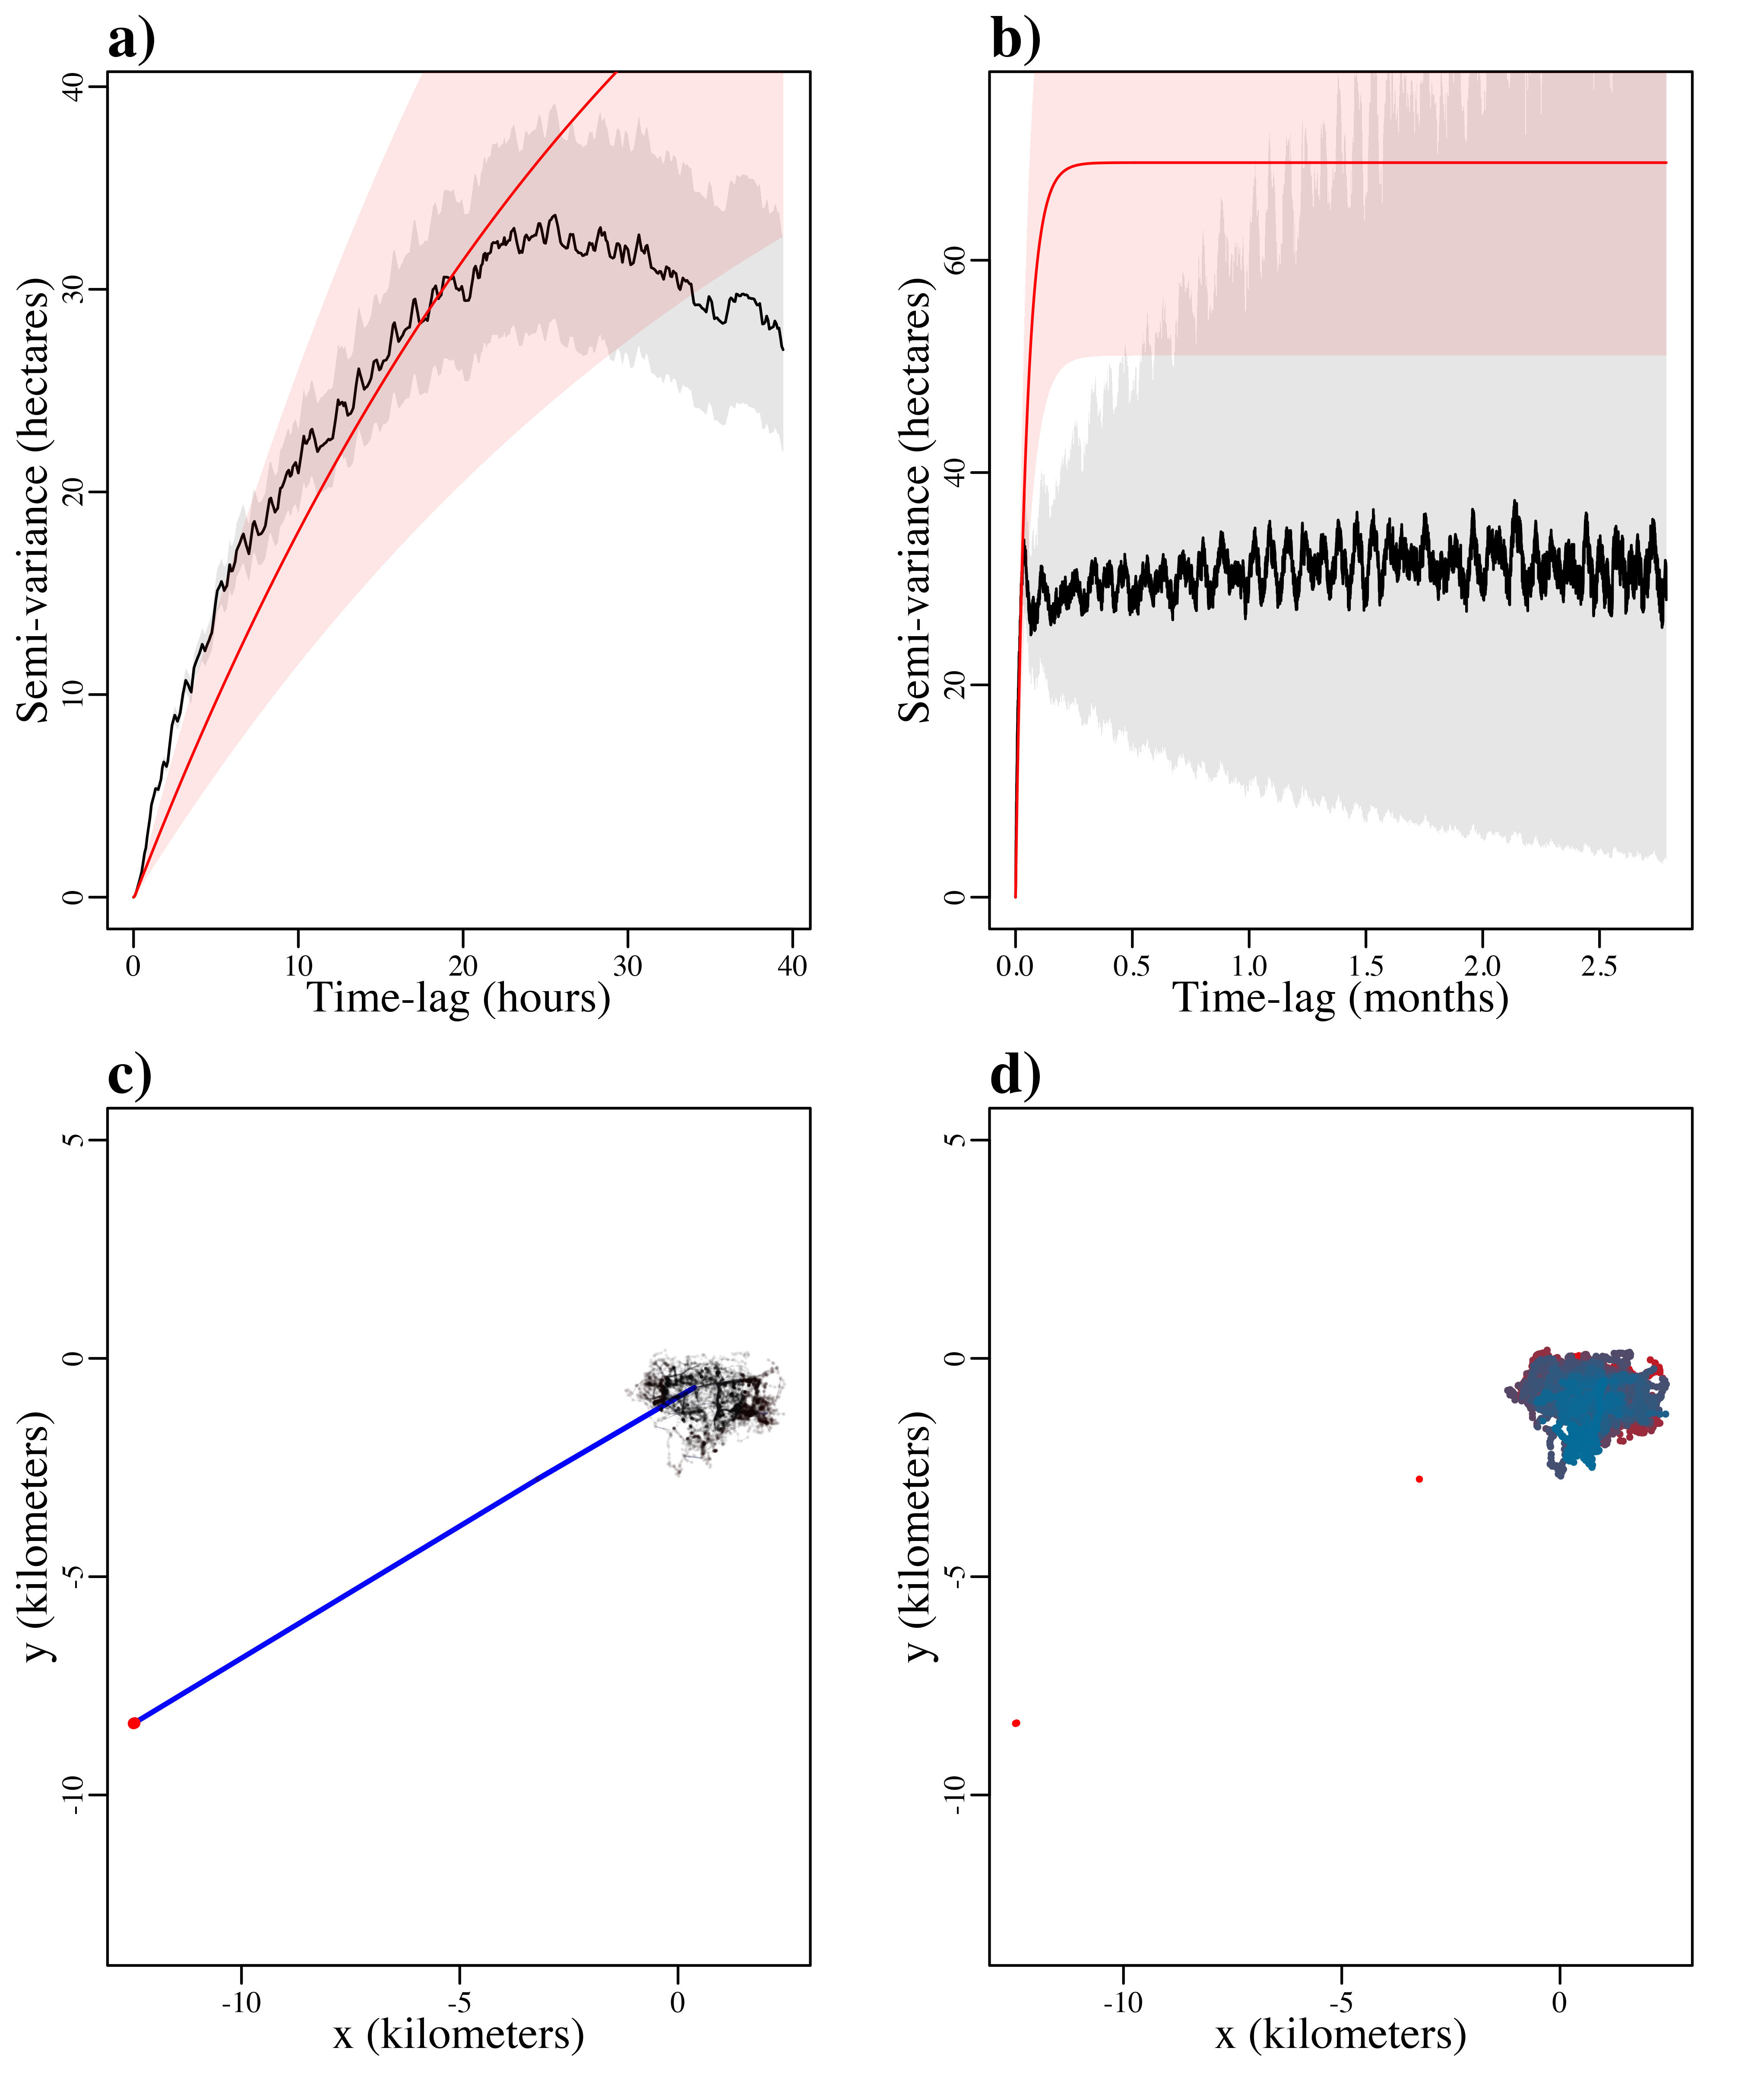 a)
Semi-variance (hectares)
40
30
20
10
0
0 10 20 30 40
Time-lag (hours)
b)
Semi-variance (hectares)
60
40
20
0
0.0 0.5 1.0 1.5 2.0 2.5
Time-lag (months)
c)
y (kilometers)
5
0
-5
-10
-10 -5 0
x (kilometers)
d)
y (kilometers)
5
0
-5
-10
-10 -5 0
x (kilometers)